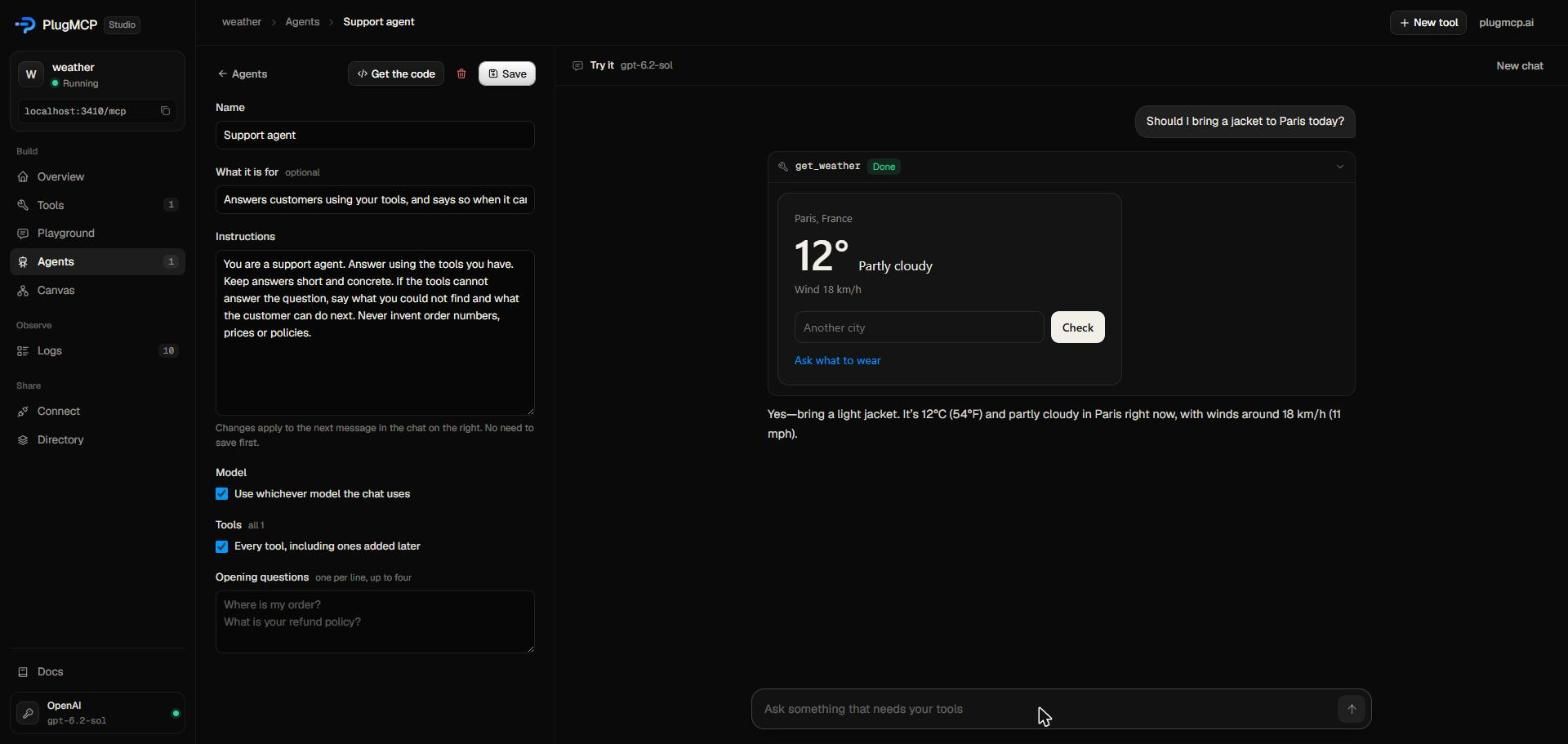 PlugMCP Studio
weather > Agents > Support agent
+ New tool
plugmcp.ai
W
weather
Running
localhost:3410/mcp
Build
Overview
Tools 1
Playground
Agents 1
Canvas
Observe
Logs 10
Share
Connect
Directory
Docs
OpenAI
gpt-6.2-sol
← Agents
</> Get the code
Save
Name
Support agent
What it is for optional
Answers customers using your tools, and says so when it can
Instructions
You are a support agent. Answer using the tools you have.
Keep answers short and concrete. If the tools cannot
answer the question, say what you could not find and what
the customer can do next. Never invent order numbers,
prices or policies.
Changes apply to the next message in the chat on the right. No need to
save first.
Model
Use whichever model the chat uses
Tools all 1
Every tool, including ones added later
Opening questions one per line, up to four
Where is my order?
What is your refund policy?
Try it gpt-6.2-sol
New chat
Should I bring a jacket to Paris today?
get_weather Done
Paris, France
12° Partly cloudy
Wind 18 km/h
Another city
Check
Ask what to wear
Yes—bring a light jacket. It’s 12°C (54°F) and partly cloudy in Paris right now, with winds around 18 km/h (11
mph).
Ask something that needs your tools